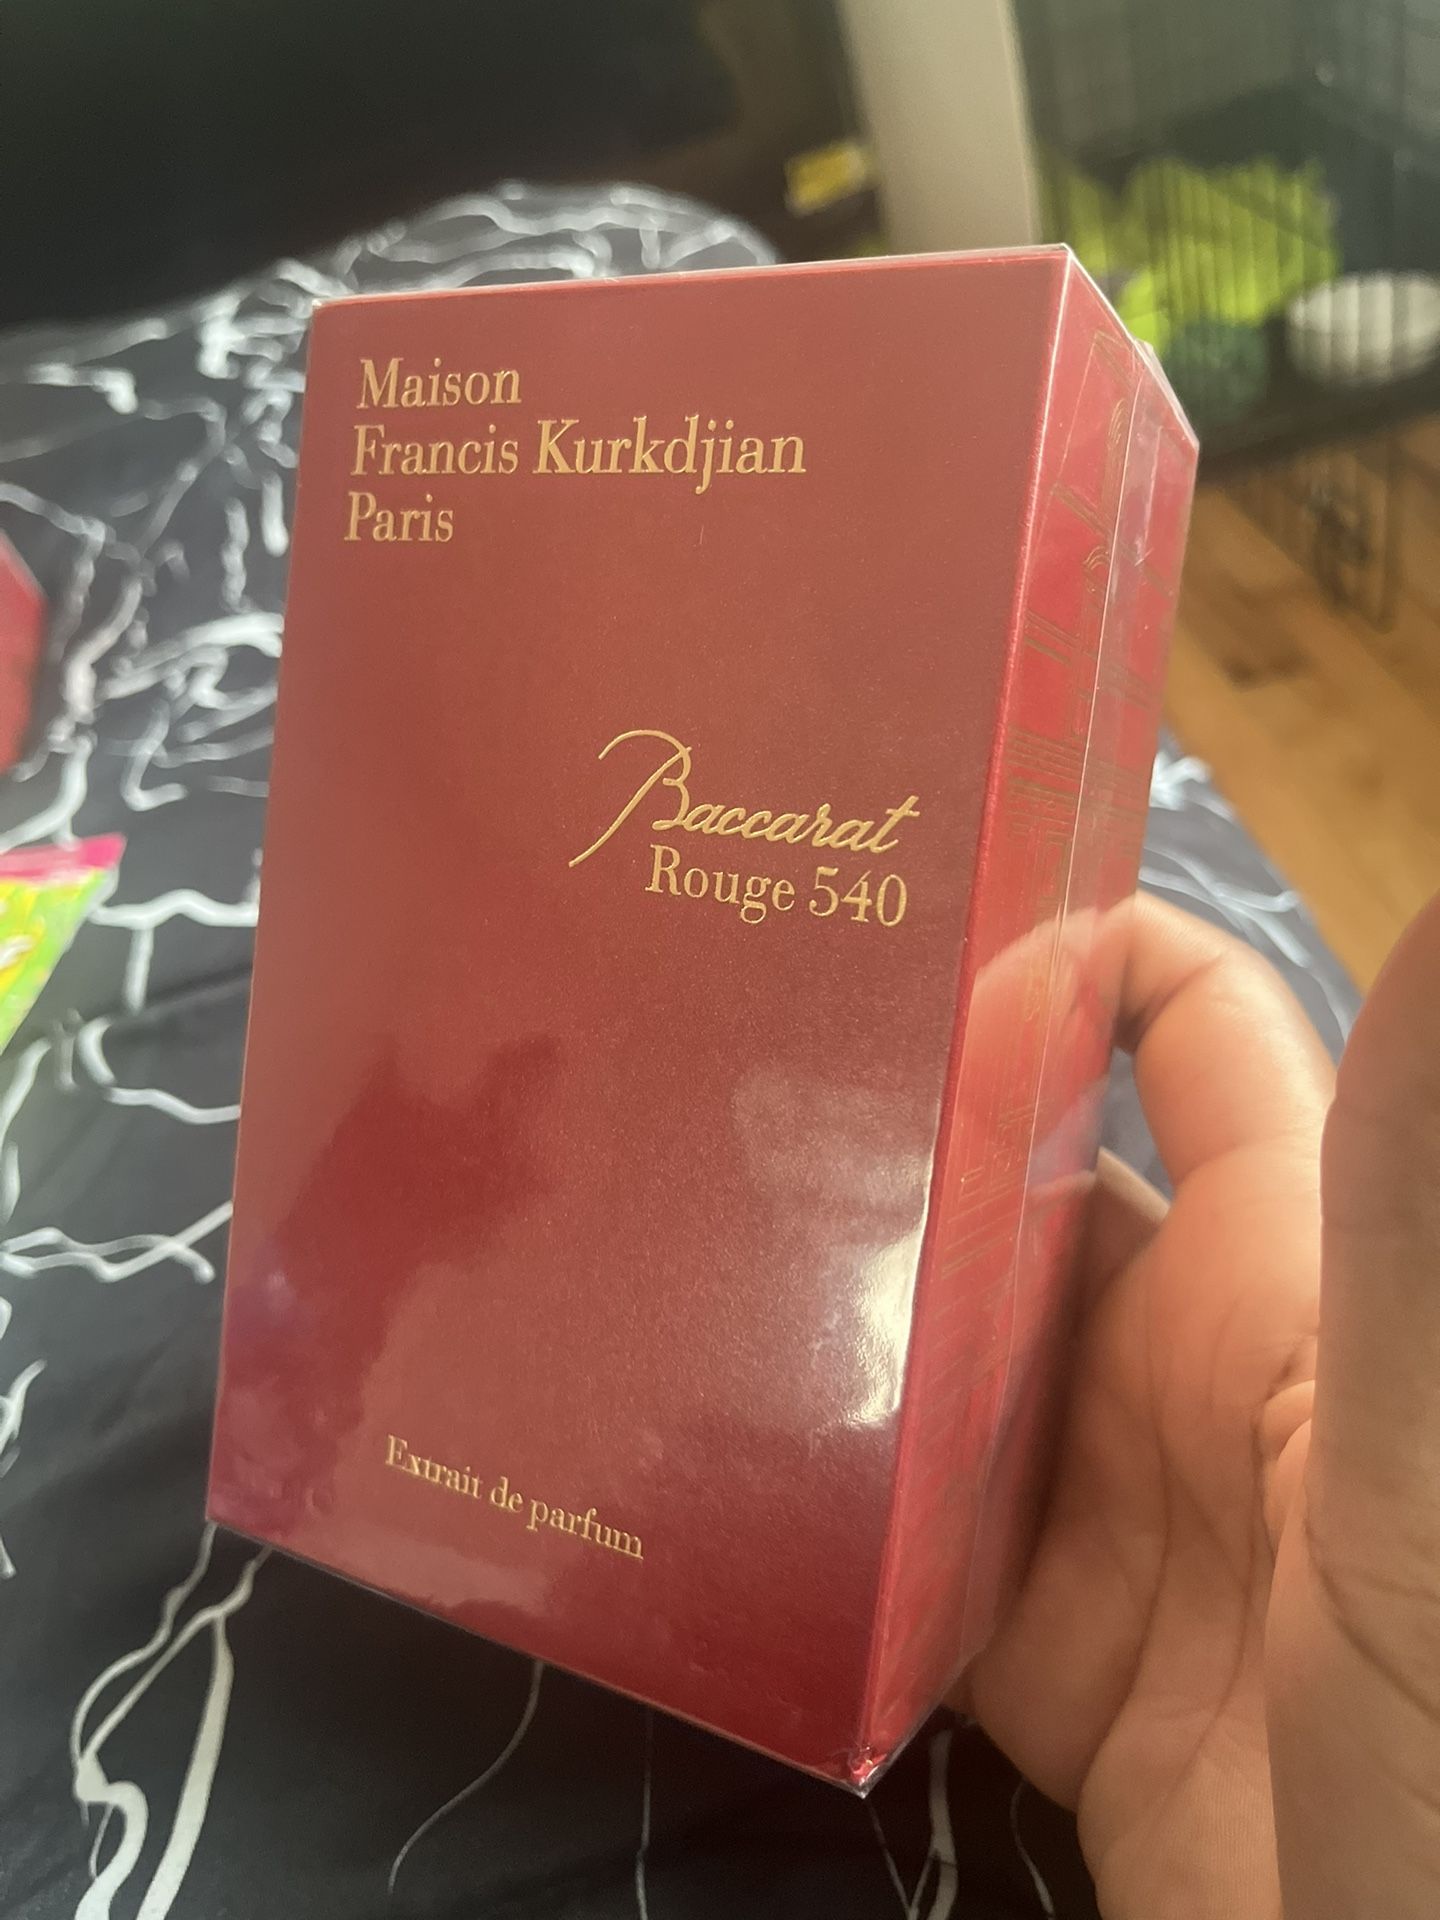 Maison
Francis Kurkdjian
Paris
Baccarat
Rouge 540
Extrait de parfum